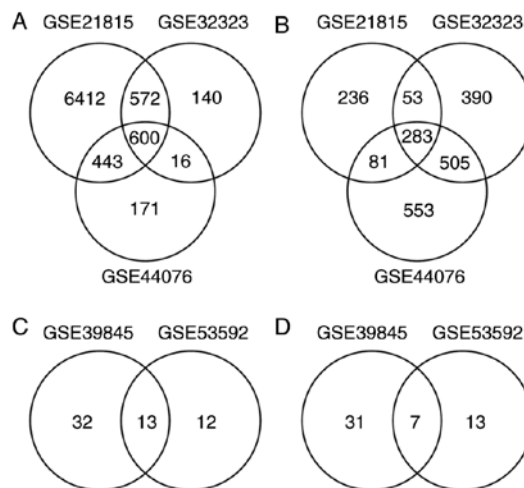 A GSE21815 GSE32323
6412 572 140
600
443 16
171
GSE44076
B GSE21815 GSE32323
236 53 390
283
81 505
553
GSE44076
C GSE39845 GSE53592
32 13 12
D GSE39845 GSE53592
31 7 13